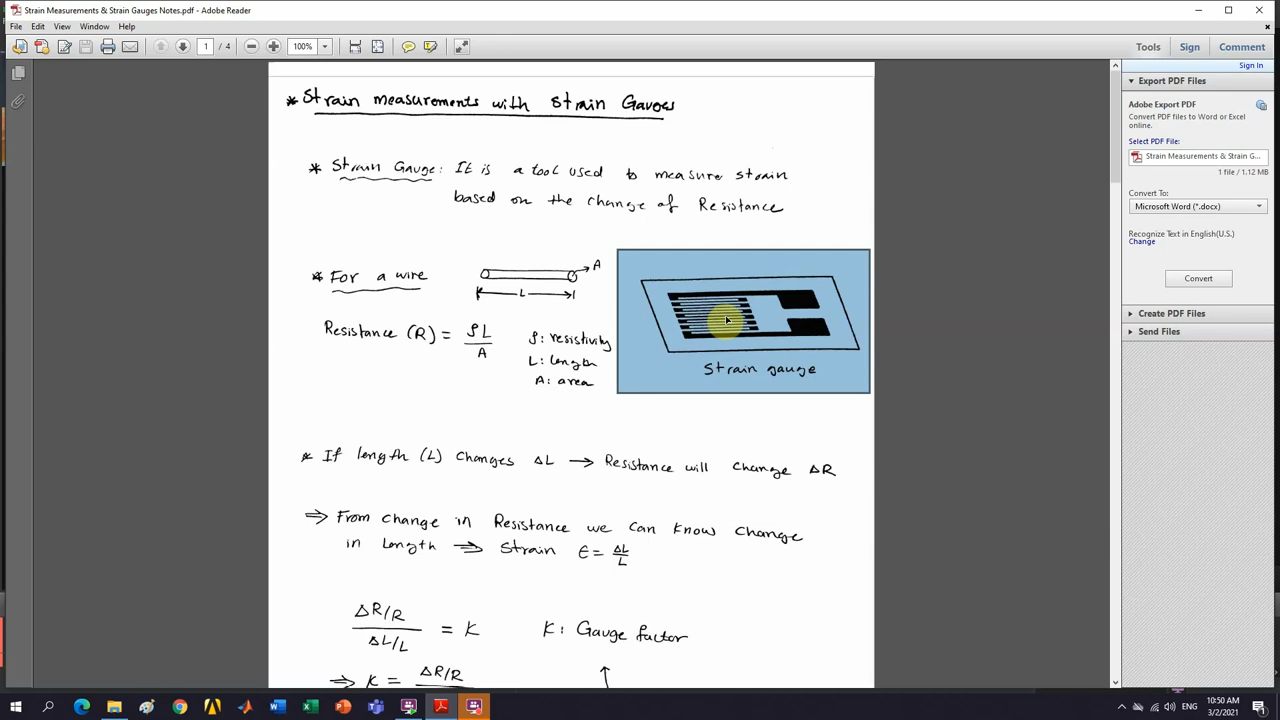 Strain Measurements & Strain Gauges Notes.pdf - Adobe Reader
File Edit View Window Help
1 / 4 100% Tools Sign Comment
Sign In
Export PDF Files
Adobe Export PDF
Convert PDF files to Word or Excel
online.
Select PDF File:
Strain Measurements & Strain G...
1 file / 1.12 MB
Convert To:
Microsoft Word (*.docx)
Recognize Text in English(U.S.)
Change
Convert
Create PDF Files
Send Files
* Strain measurements with Strain Gauges
* Strain Gauge: It is a tool used to measure strain
based on the change of Resistance
* For a wire
A
L
Resistance (R) = ρL/A
ρ: resistivity
L: length
A: area
Strain gauge
* If length (L) changes ΔL → Resistance will change ΔR
⇒ From change in Resistance we can know change
in length ⇒ Strain ε = ΔL/L
ΔR/R / ΔL/L = K K: Gauge factor
⇒ K = ΔR/R
ENG 10:50 AM
3/2/2021